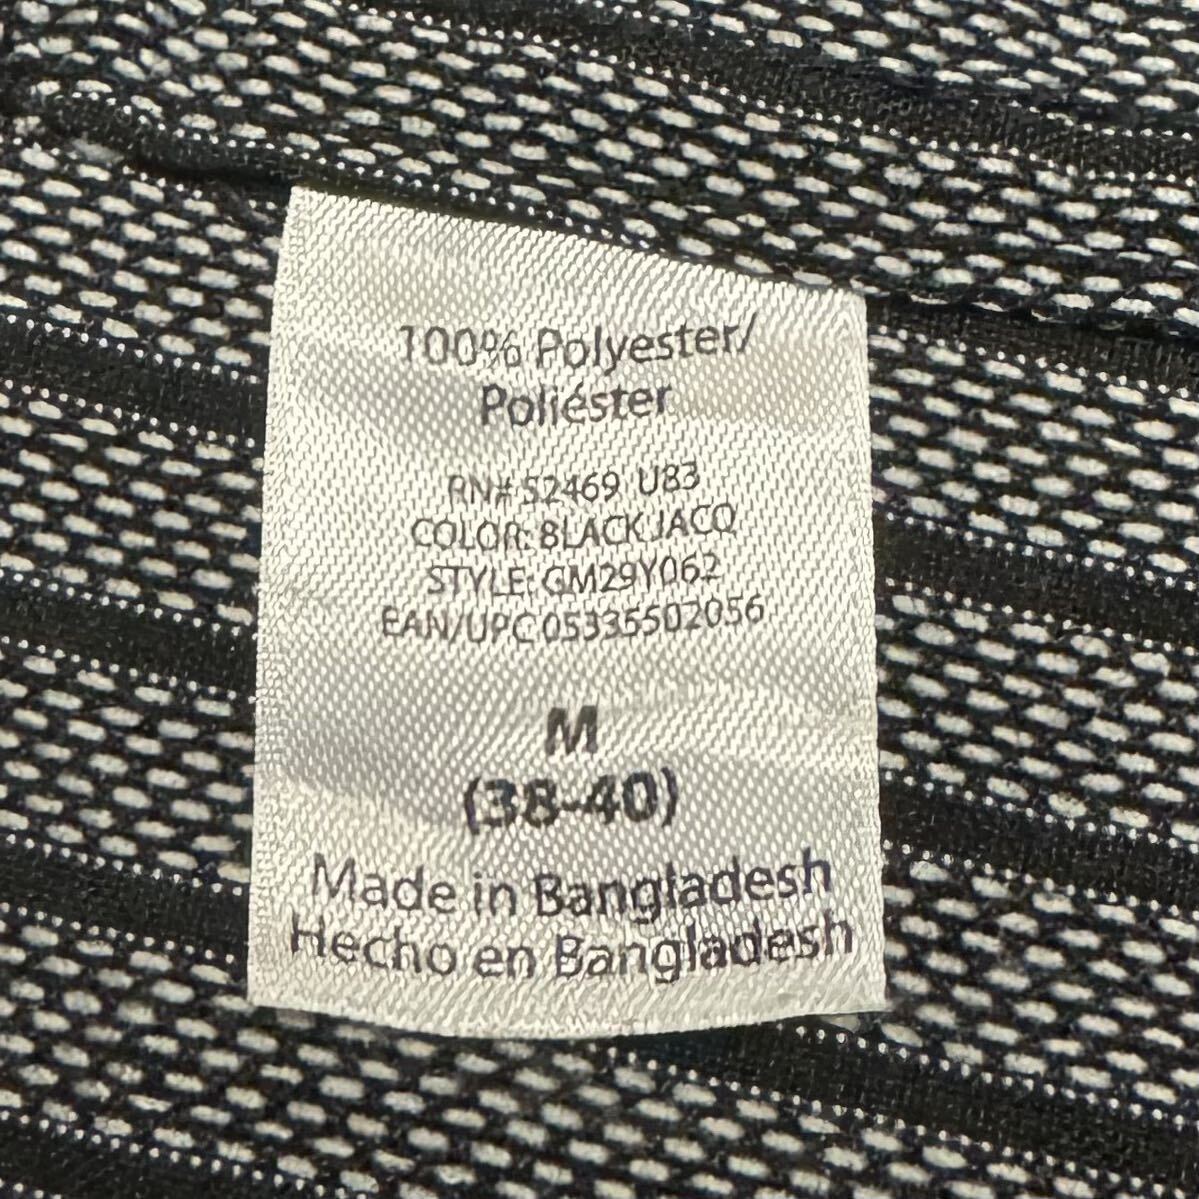 100% Polyester/
Poliéster
RN# 52469 U83
COLOR: BLACK JACQ
STYLE: GM29Y062
EAN/UPC 05335502056
M
(38-40)
Made in Bangladesh
Hecho en Bangladesh